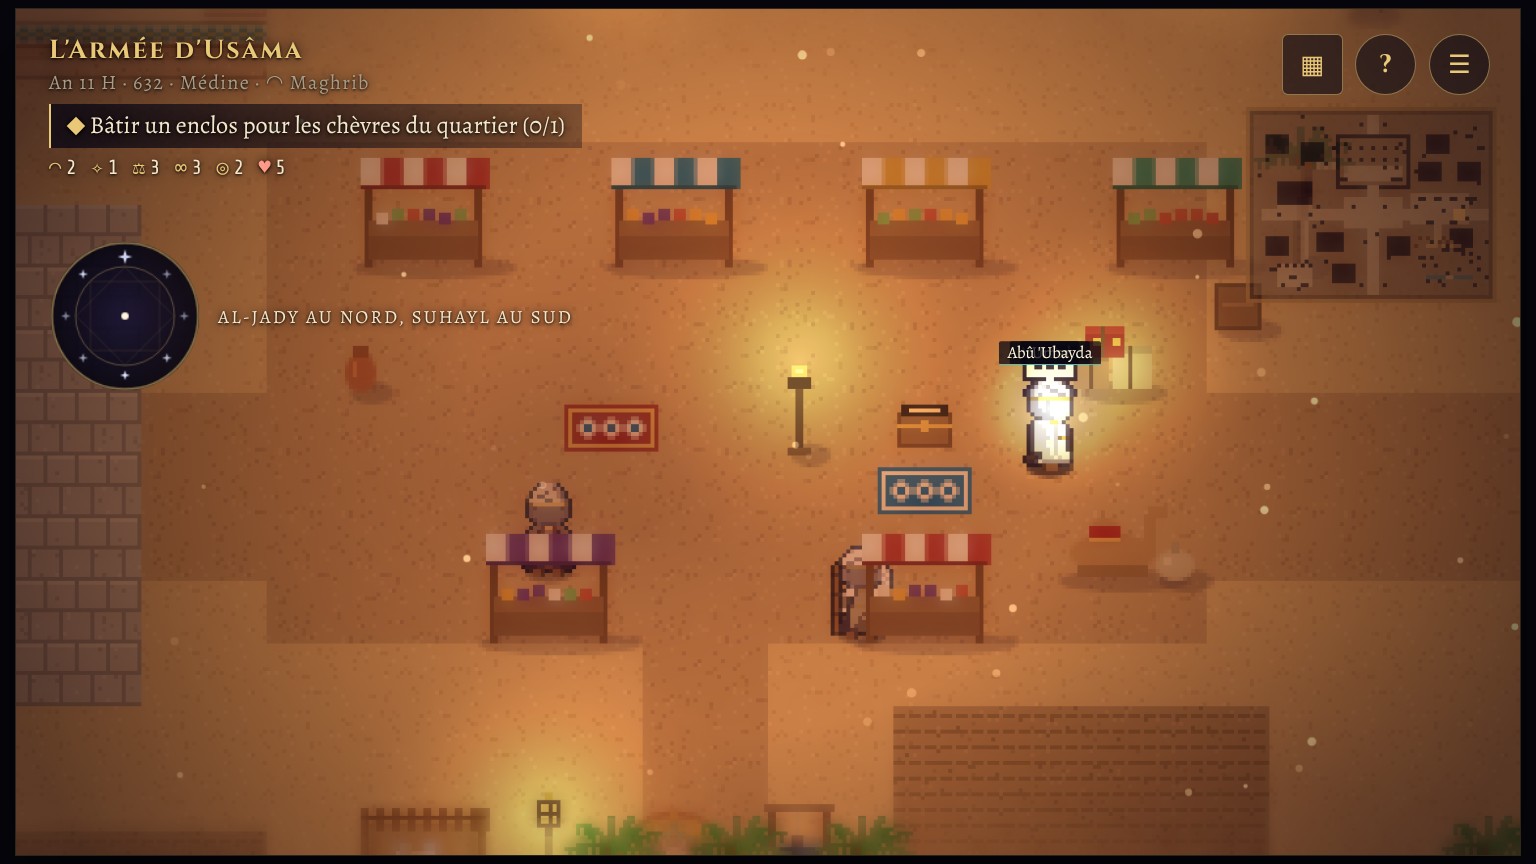 L'Armée d'Usâma
An 11 H · 632 · Médine · ◠ Maghrib
◆ Bâtir un enclos pour les chèvres du quartier (0/1)
◠ 2 ✧ 1 ⚖ 3 ∞ 3 ◎ 2 ♥ 5
▦ ? ☰
AL-JADY AU NORD, SUHAYL AU SUD
Abû 'Ubayda